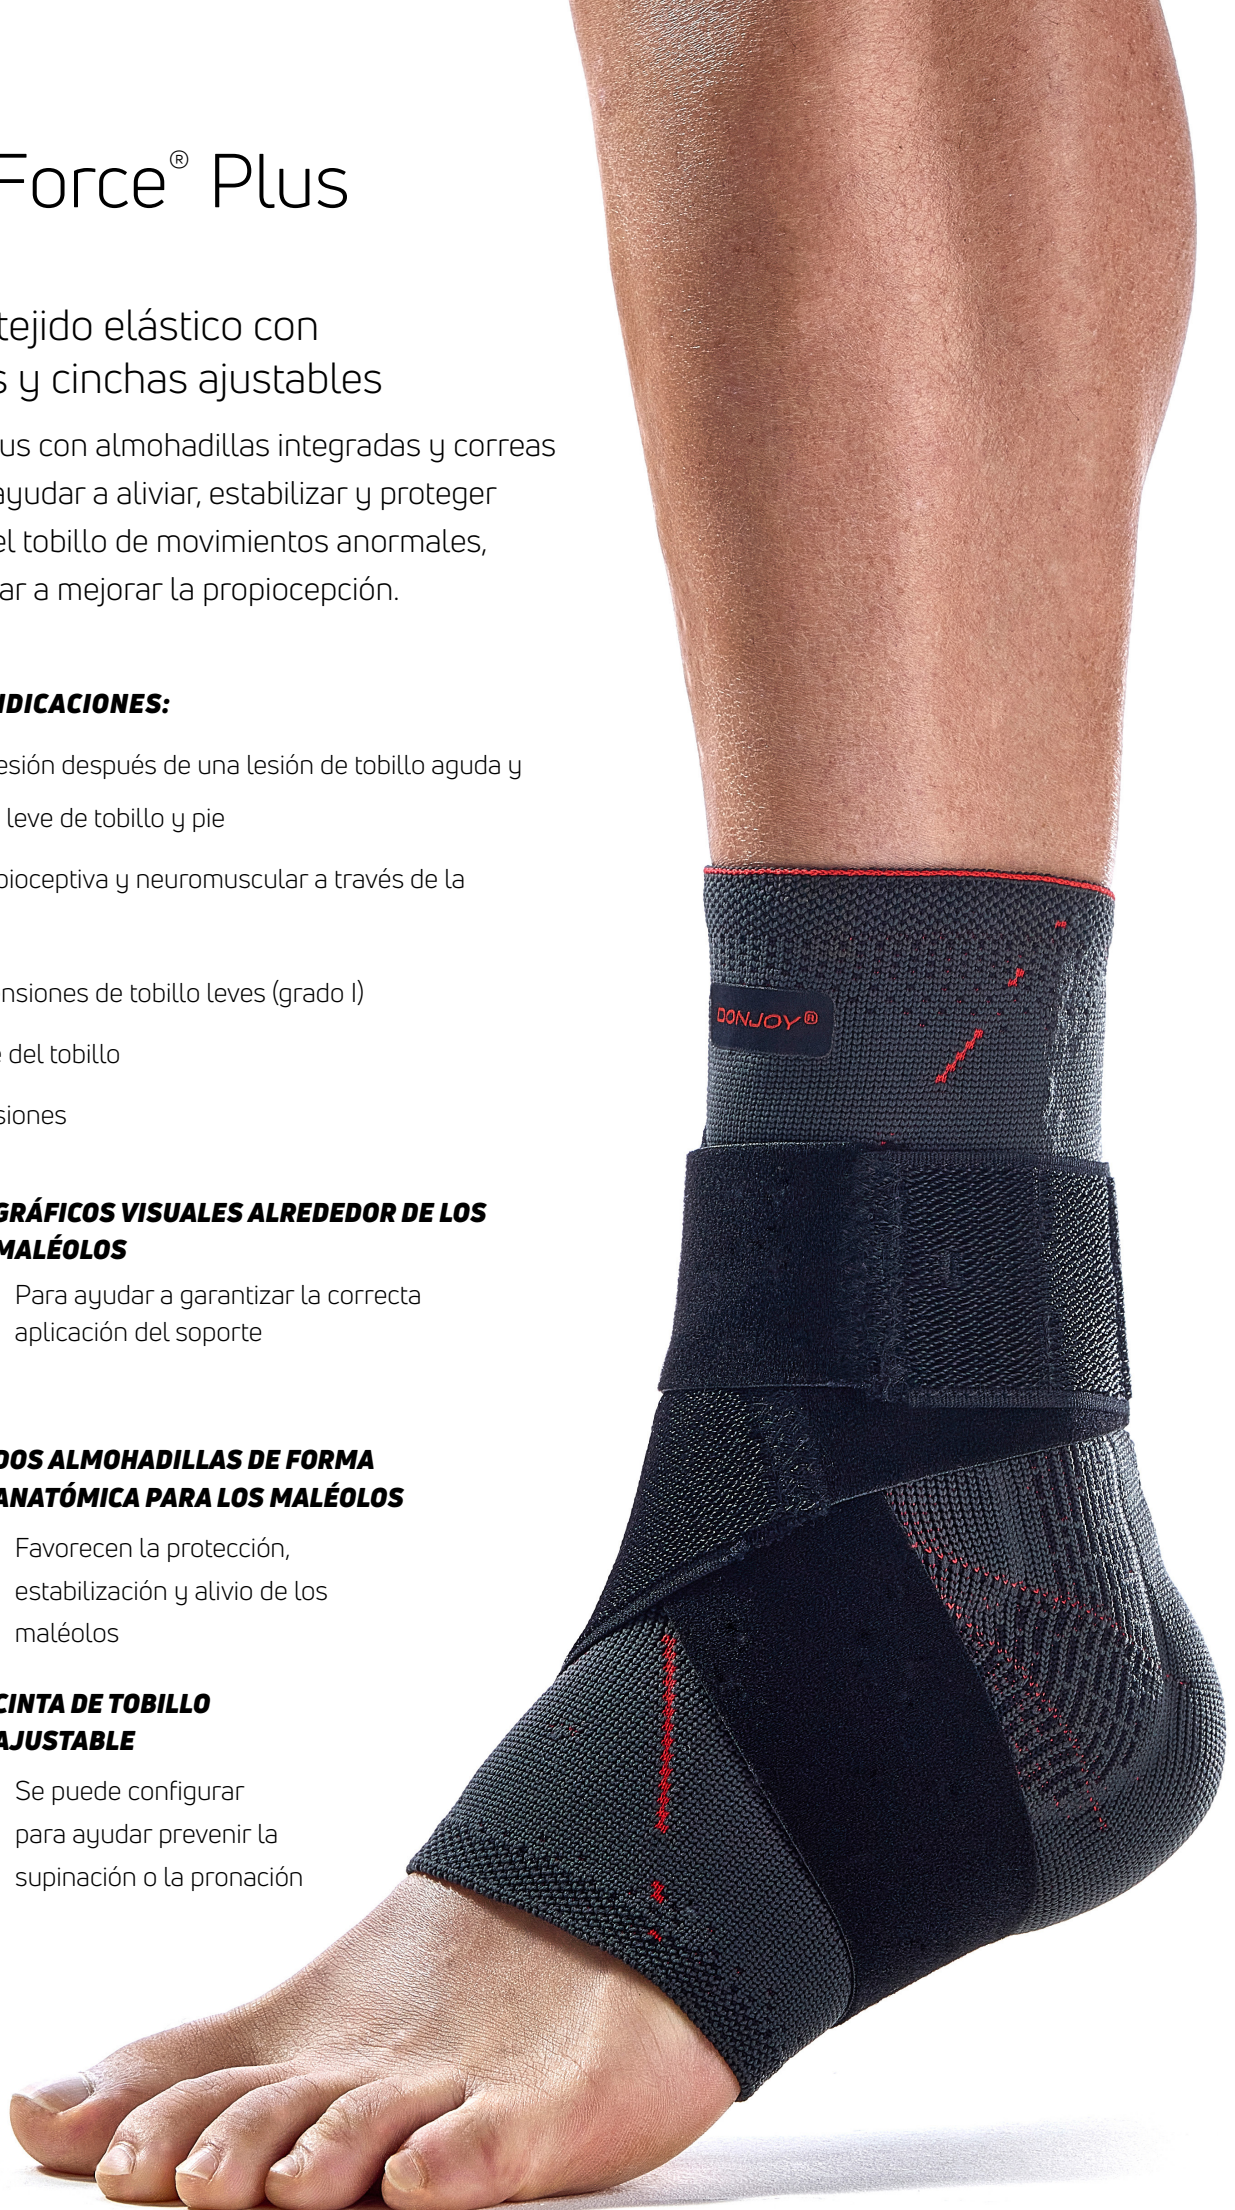 Force® Plus
tejido elástico con
s y cinchas ajustables
us con almohadillas integradas y correas
ayudar a aliviar, estabilizar y proteger
el tobillo de movimientos anormales,
ar a mejorar la propiocepción.
DICACIONES:
esión después de una lesión de tobillo aguda y
leve de tobillo y pie
pioceptiva y neuromuscular a través de la
nsiones de tobillo leves (grado I)
e del tobillo
siones
GRÁFICOS VISUALES ALREDEDOR DE LOS
MALÉOLOS
Para ayudar a garantizar la correcta
aplicación del soporte
DOS ALMOHADILLAS DE FORMA
ANATÓMICA PARA LOS MALÉOLOS
Favorecen la protección,
estabilización y alivio de los
maléolos
CINTA DE TOBILLO
AJUSTABLE
Se puede configurar
para ayudar prevenir la
supinación o la pronación
DONJOY®